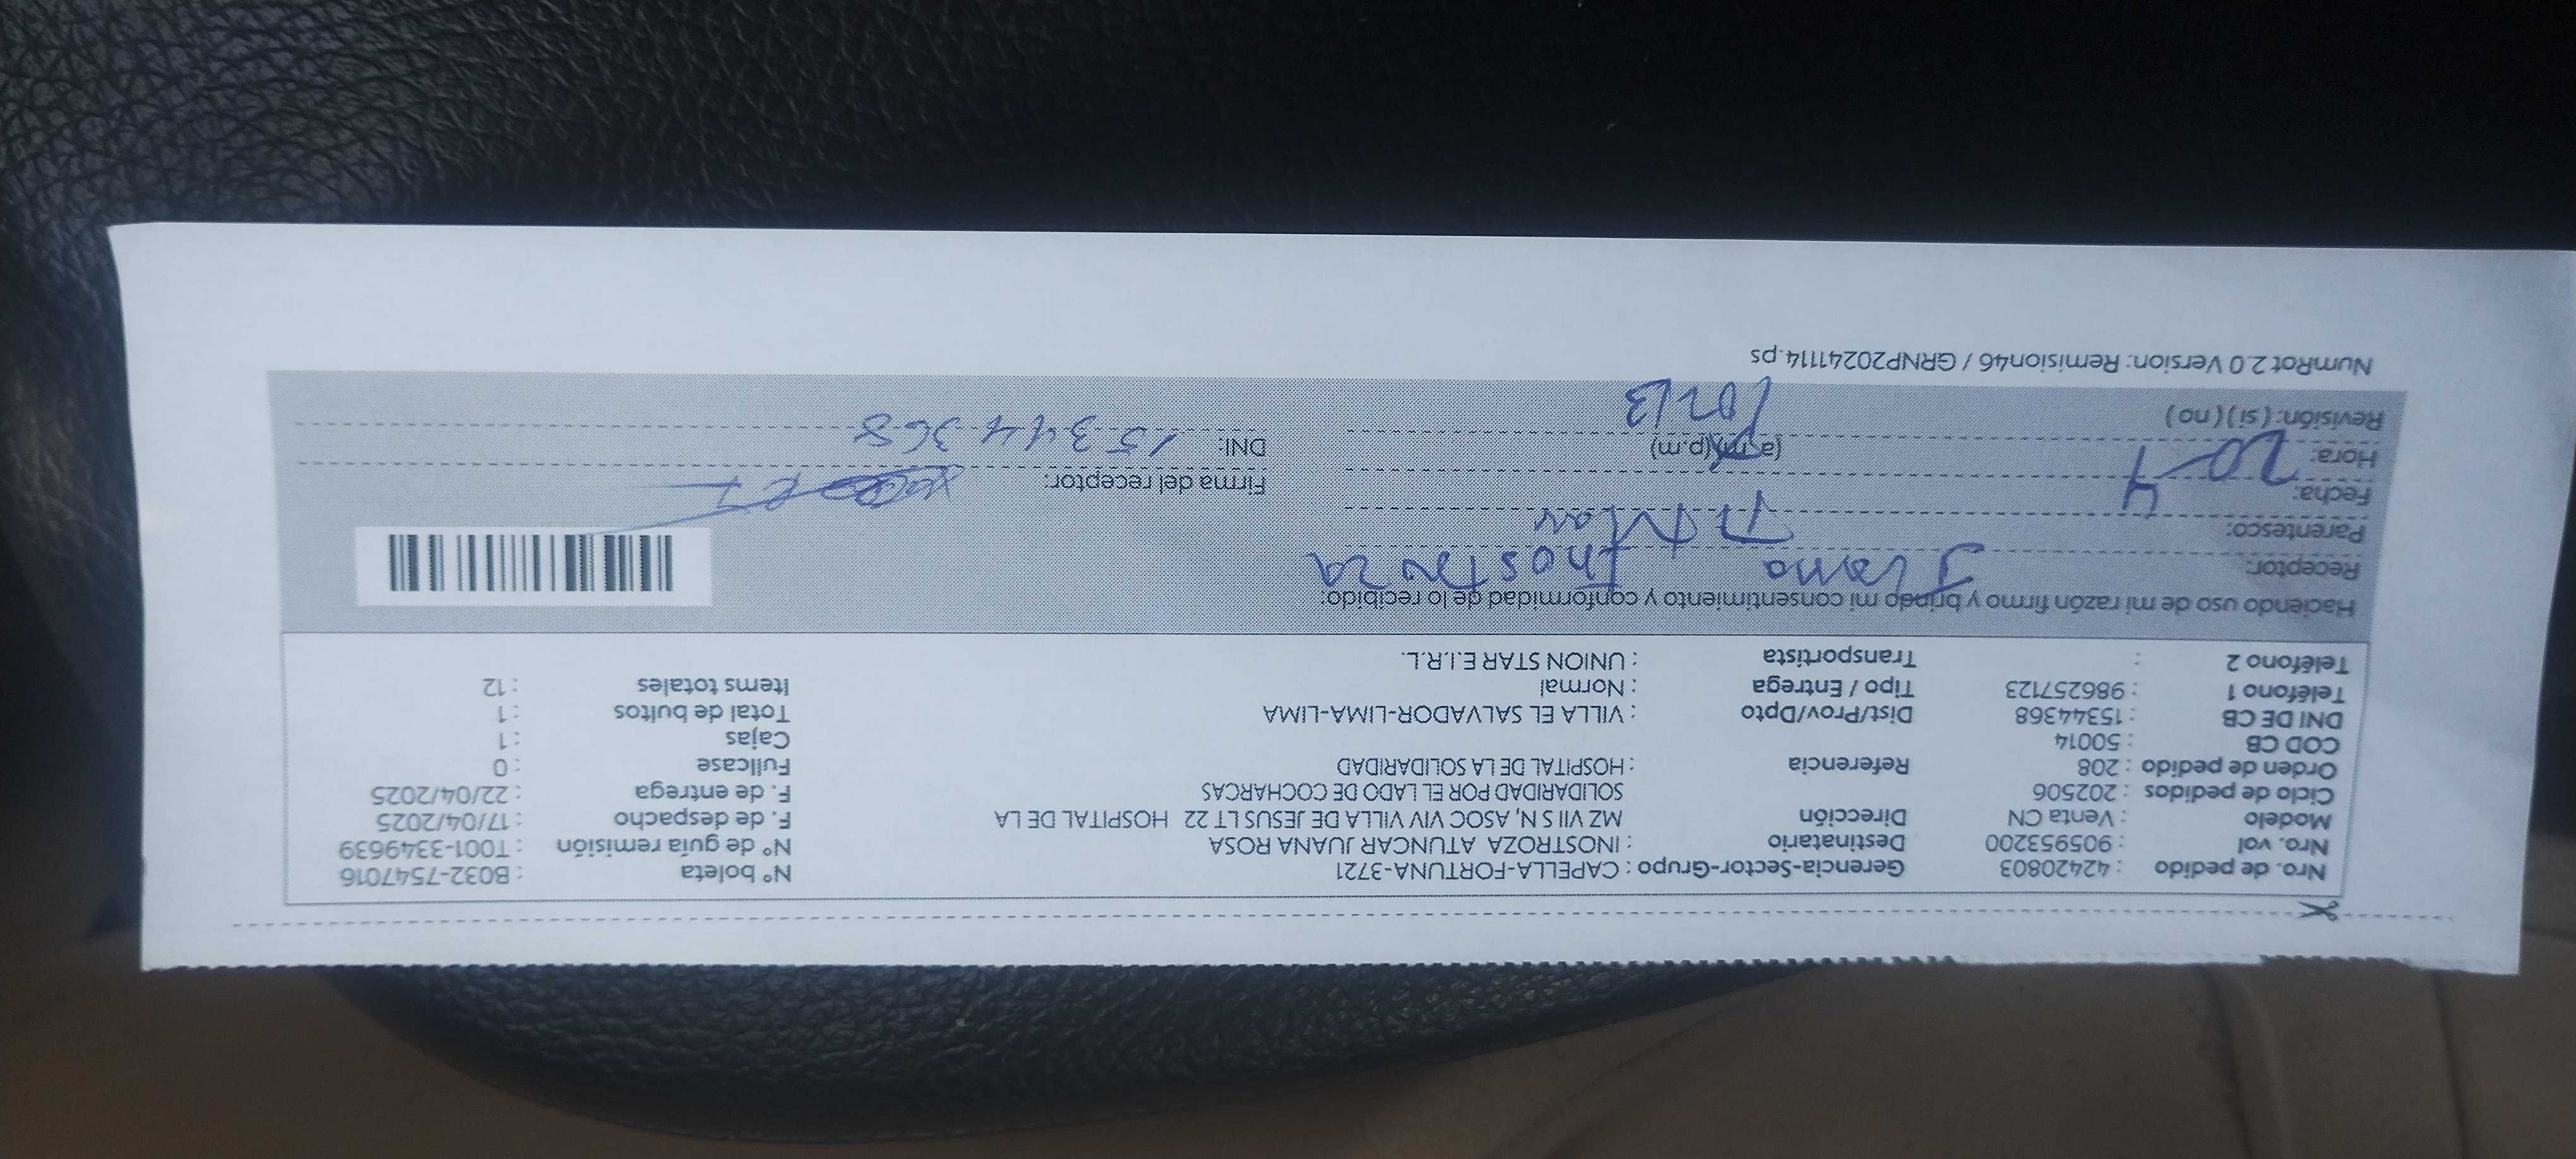 Nro. de pedido : 42420803 Gerencia-Sector-Grupo : CAPELLA-FORTUNA-3721 N° boleta : B032-7547016
Nro. vol : 905953200 Destinatario : INOSTROZA ATUNCAR JUANA ROSA N° de guía remisión : T001-3349639
Modelo : Venta CN Dirección MZ VII S N, ASOC VIV VILLA DE JESUS LT 22 HOSPITAL DE LA F. de despacho : 17/04/2025
Ciclo de pedidos : 202506 SOLIDARIDAD POR EL LADO DE COCHARCAS F. de entrega : 22/04/2025
Orden de pedido : 208 Referencia : HOSPITAL DE LA SOLIDARIDAD Fullcase : 0
COD CB : 50014 Cajas : 1
DNI DE CB : 15344368 Dist/Prov/Dpto : VILLA EL SALVADOR-LIMA-LIMA Total de bultos : 1
Teléfono 1 : 986257123 Tipo / Entrega : Normal Items totales : 12
Teléfono 2 : Transportista : UNION STAR E.I.R.L.
Haciendo uso de mi razón firmo y brindo mi consentimiento y conformidad de lo recibido:
Receptor: Inostroza
Parentesco:
Fecha: 20-4 Firma del receptor:
Hora: (a.m) (p.m) DNI: 15344368
Revisión: (si) (no)
NumRot 2.0 Version: Remision46 / GRNP20241114.ps